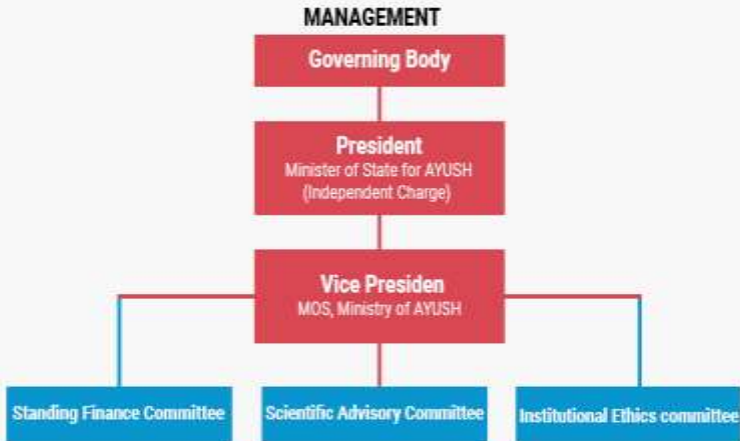 MANAGEMENT
Governing Body
President
Minister of State for AYUSH
(Independent Charge)
Vice Presiden
MOS, Ministry of AYUSH
Standing Finance Committee
Scientific Advisory Committee
Institutional Ethics committee